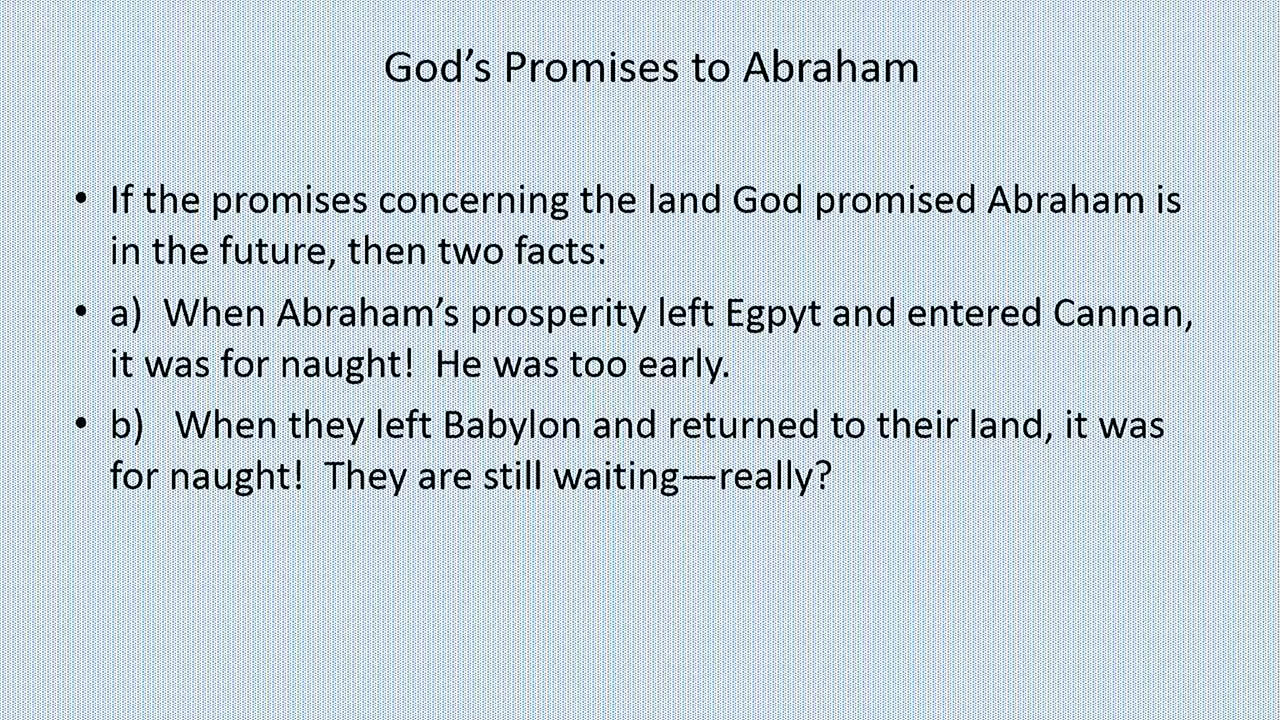 God’s Promises to Abraham
• If the promises concerning the land God promised Abraham is
in the future, then two facts:
• a)  When Abraham’s prosperity left Egpyt and entered Cannan,
it was for naught!  He was too early.
• b)   When they left Babylon and returned to their land, it was
for naught!  They are still waiting—really?